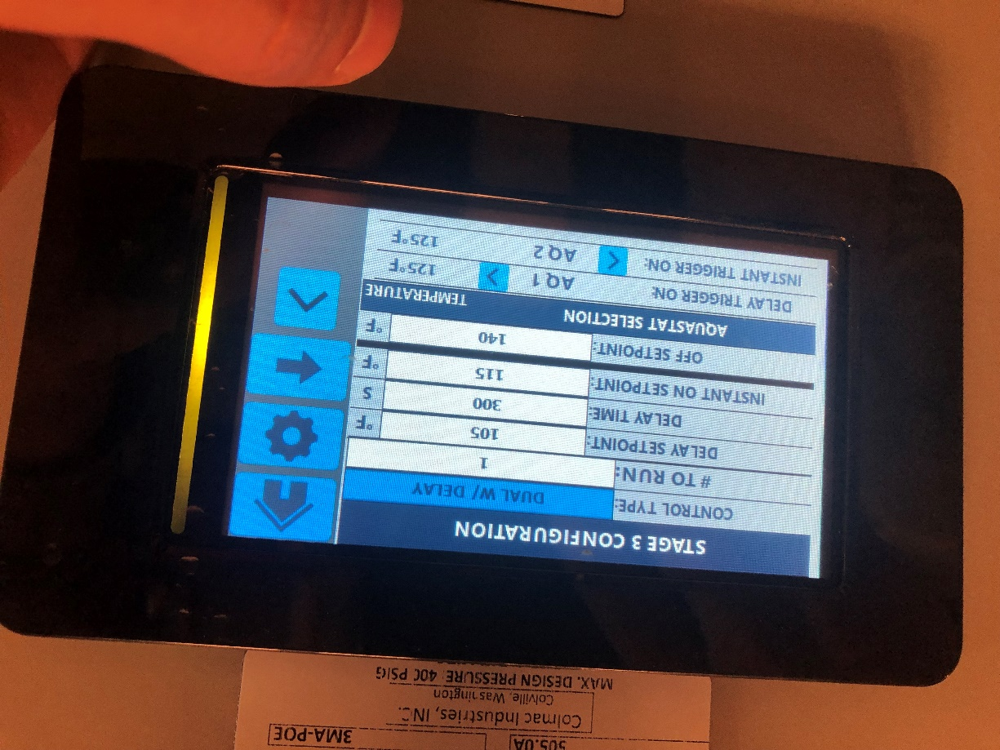 STAGE 3 CONFIGURATION
CONTROL TYPE: DUAL W/ DELAY
# TO RUN: 1
DELAY SETPOINT: 105 °F
DELAY TIME: 300 S
INSTANT ON SETPOINT: 115 °F
OFF SETPOINT: 140 °F
AQUASTAT SELECTION TEMPERATURE
DELAY TRIGGER ON: AQ 1 125°F
INSTANT TRIGGER ON: AQ 2 125°F
505.0A 3MA-POE
Colmac Industries, INC.
Colville, Washington
MAX. DESIGN PRESSURE: 400 PSIG